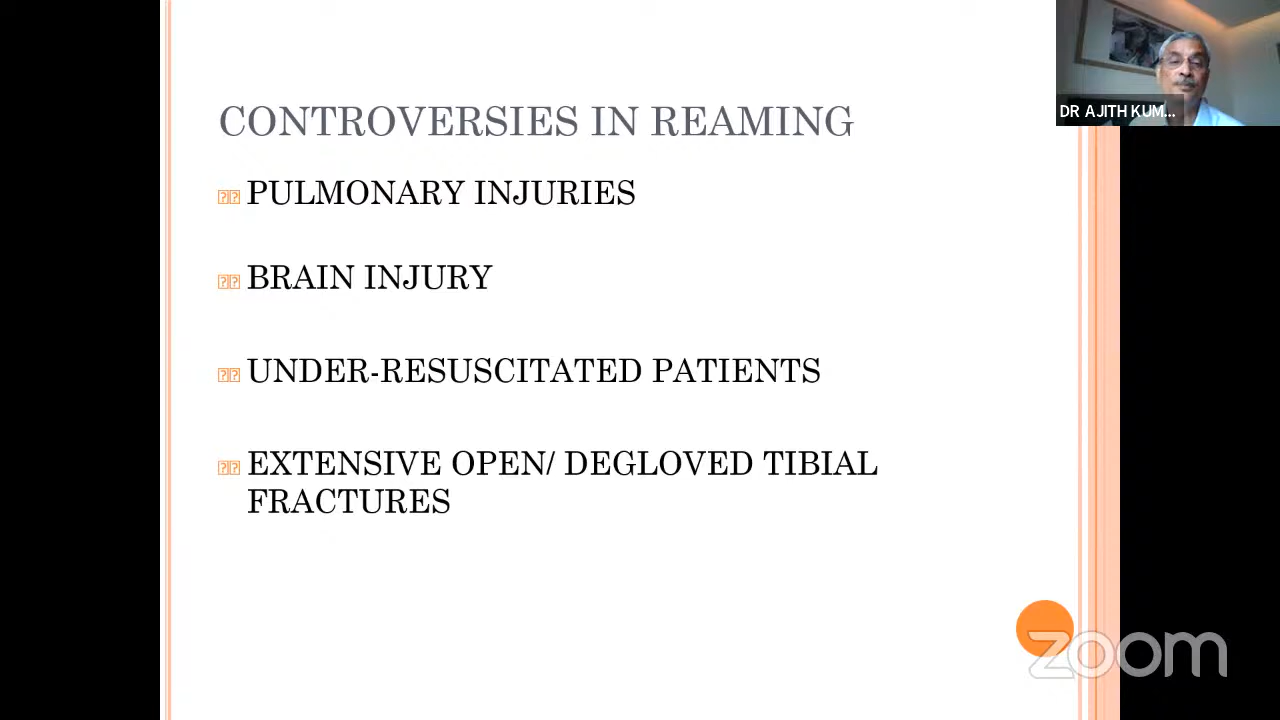 CONTROVERSIES IN REAMING
PULMONARY INJURIES
BRAIN INJURY
UNDER-RESUSCITATED PATIENTS
EXTENSIVE OPEN/ DEGLOVED TIBIAL
FRACTURES
DR AJITH KUM...
zoom